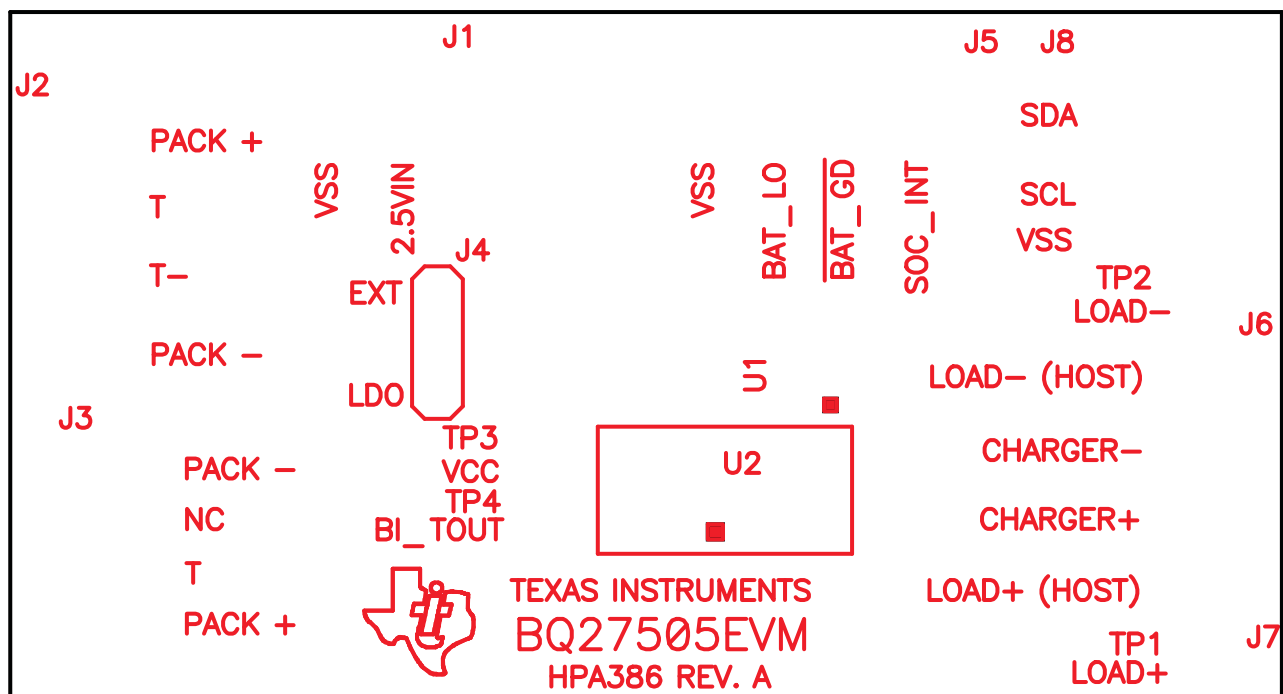 J1
J5
J8
J2
SDA
PACK +
VSS
2.5VIN
VSS
BAT_LO
BAT_GD
SOC_INT
T
SCL
VSS
T-
J4
EXT
TP2
LOAD-
J6
PACK -
LDO
U1
LOAD- (HOST)
J3
TP3
VCC
U2
CHARGER-
PACK -
TP4
BI_TOUT
NC
CHARGER+
T
TEXAS INSTRUMENTS
LOAD+ (HOST)
PACK +
BQ27505EVM
HPA386 REV. A
TP1
LOAD+
J7